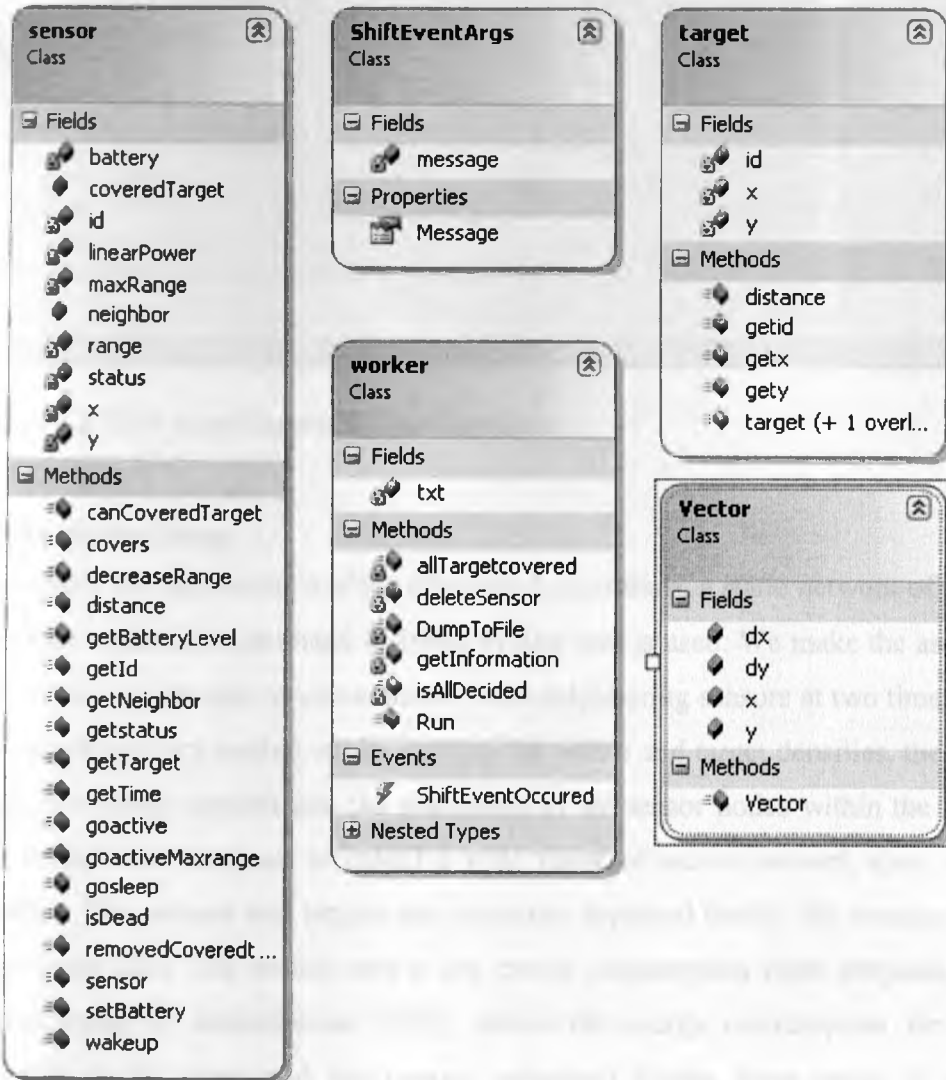 sensor
Class
Fields
battery
coveredTarget
id
linearPower
maxRange
neighbor
range
status
x
y
Methods
canCoveredTarget
covers
decreaseRange
distance
getBatteryLevel
getId
getNeighbor
getstatus
getTarget
getTime
goactive
goactiveMaxrange
gosleep
isDead
removedCoveredt ...
sensor
setBattery
wakeup
ShiftEventArgs
Class
Fields
message
Properties
Message
worker
Class
Fields
txt
Methods
allTargetcovered
deleteSensor
DumpToFile
getInformation
isAllDecided
Run
Events
ShiftEventOccured
Nested Types
target
Class
Fields
id
x
y
Methods
distance
getid
getx
gety
target (+ 1 overl...
Vector
Class
Fields
dx
dy
x
y
Methods
Vector